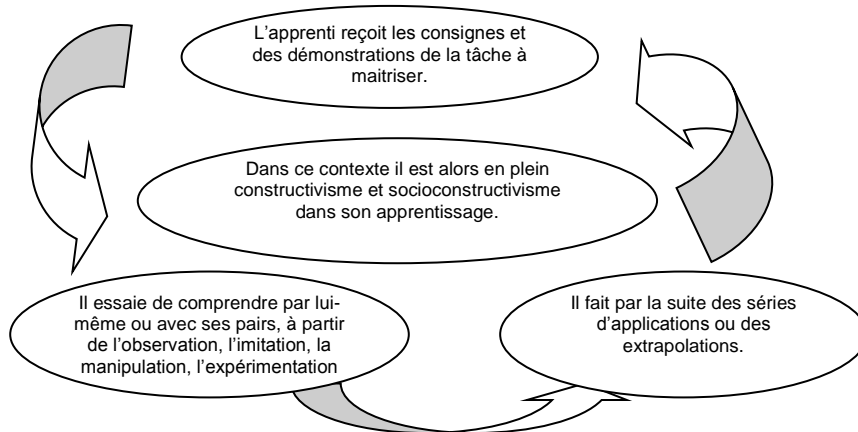 L'apprenti reçoit les consignes et
des démonstrations de la tâche à
maitriser.
Dans ce contexte il est alors en plein
constructivisme et socioconstructivisme
dans son apprentissage.
Il essaie de comprendre par lui-
même ou avec ses pairs, à partir
de l'observation, l'imitation, la
manipulation, l'expérimentation
Il fait par la suite des séries
d'applications ou des
extrapolations.